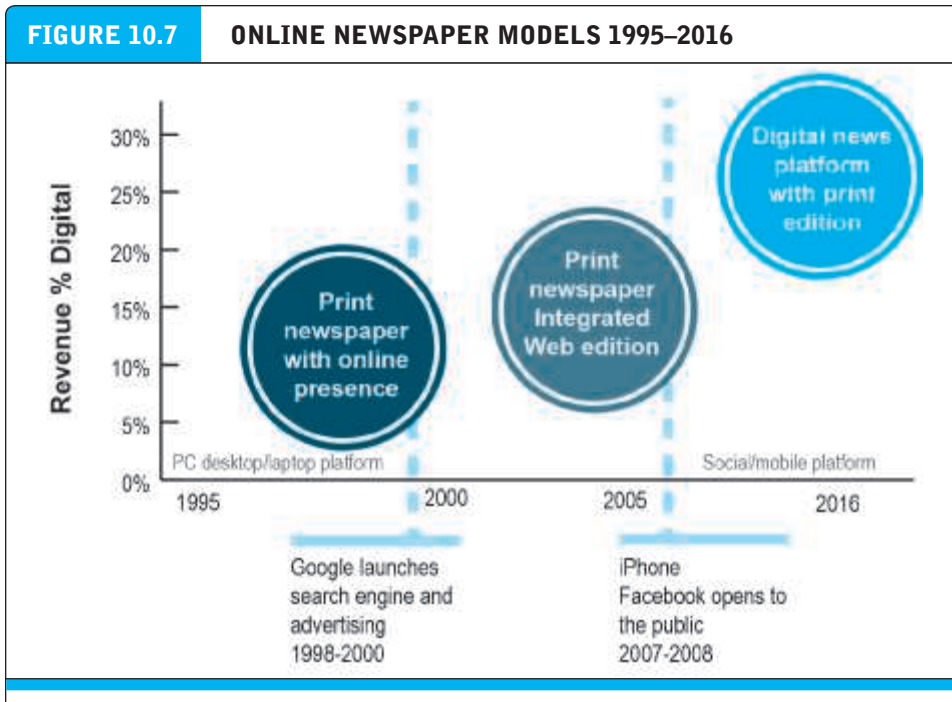 FIGURE 10.7 ONLINE NEWSPAPER MODELS 1995–2016
Revenue % Digital
30%
25%
20%
15%
10%
5%
0%
Print
newspaper
with online
presence
Print
newspaper
Integrated
Web edition
Digital news
platform
with print
edition
PC desktop/laptop platform
Social/mobile platform
1995
2000
2005
2016
Google launches
search engine and
advertising
1998-2000
iPhone
Facebook opens to
the public
2007-2008